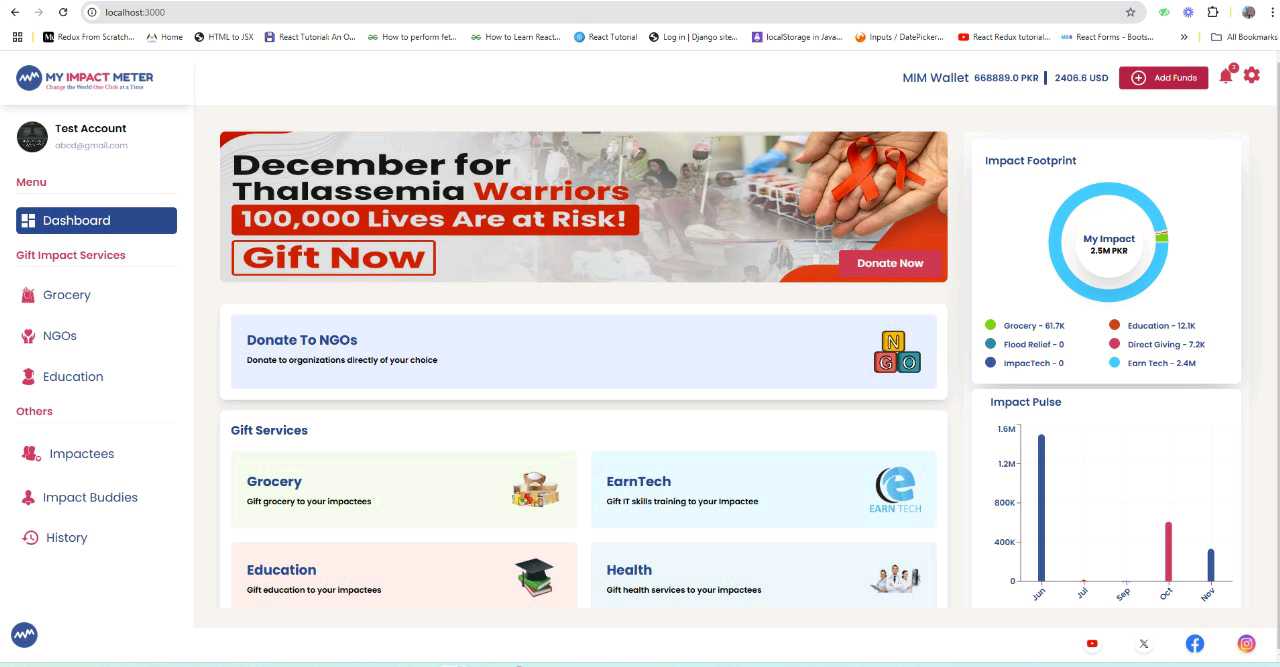 localhost:3000
Redux From Scratch...
Home
HTML to JSX
React Tutorial: An O...
How to perform fet...
How to Learn React...
React Tutorial
Log in | Django site...
localStorage in Java...
Inputs / DatePicker...
React Redux tutorial...
React Forms - Boots...
»
All Bookmarks
MY IMPACT METER
Change the World One Click at a Time
MIM Wallet 668889.0 PKR | 2406.6 USD
Add Funds
3
Test Account
abcd@gmail.com
Menu
Dashboard
Gift Impact Services
Grocery
NGOs
Education
Others
Impactees
Impact Buddies
History
December for
Thalassemia Warriors
100,000 Lives Are at Risk!
Gift Now
Donate Now
Donate To NGOs
Donate to organizations directly of your choice
N
G O
Gift Services
Grocery
Gift grocery to your impactees
EarnTech
Gift IT skills training to your Impactee
EARN TECH
Education
Gift education to your impactees
Health
Gift health services to your impactees
Impact Footprint
My Impact
2.5M PKR
Grocery - 61.7K
Education - 12.1K
Flood Relief - 0
Direct Giving - 7.2K
ImpacTech - 0
Earn Tech - 2.4M
Impact Pulse
1.6M
1.2M
800K
400K
0
Jun
Jul
Sep
Oct
Nov